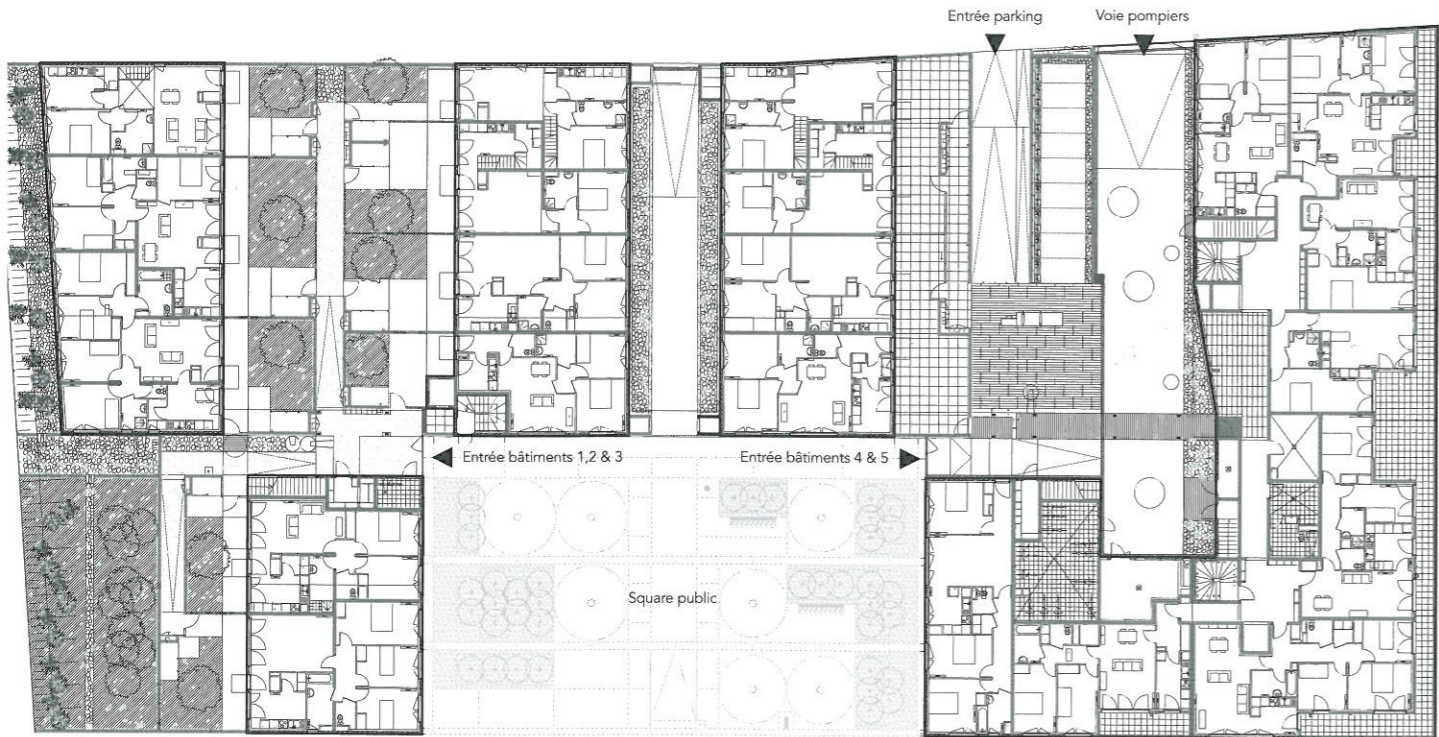 Entrée parking
Voie pompiers
Entrée bâtiments 1,2 & 3
Entrée bâtiments 4 & 5
Square public